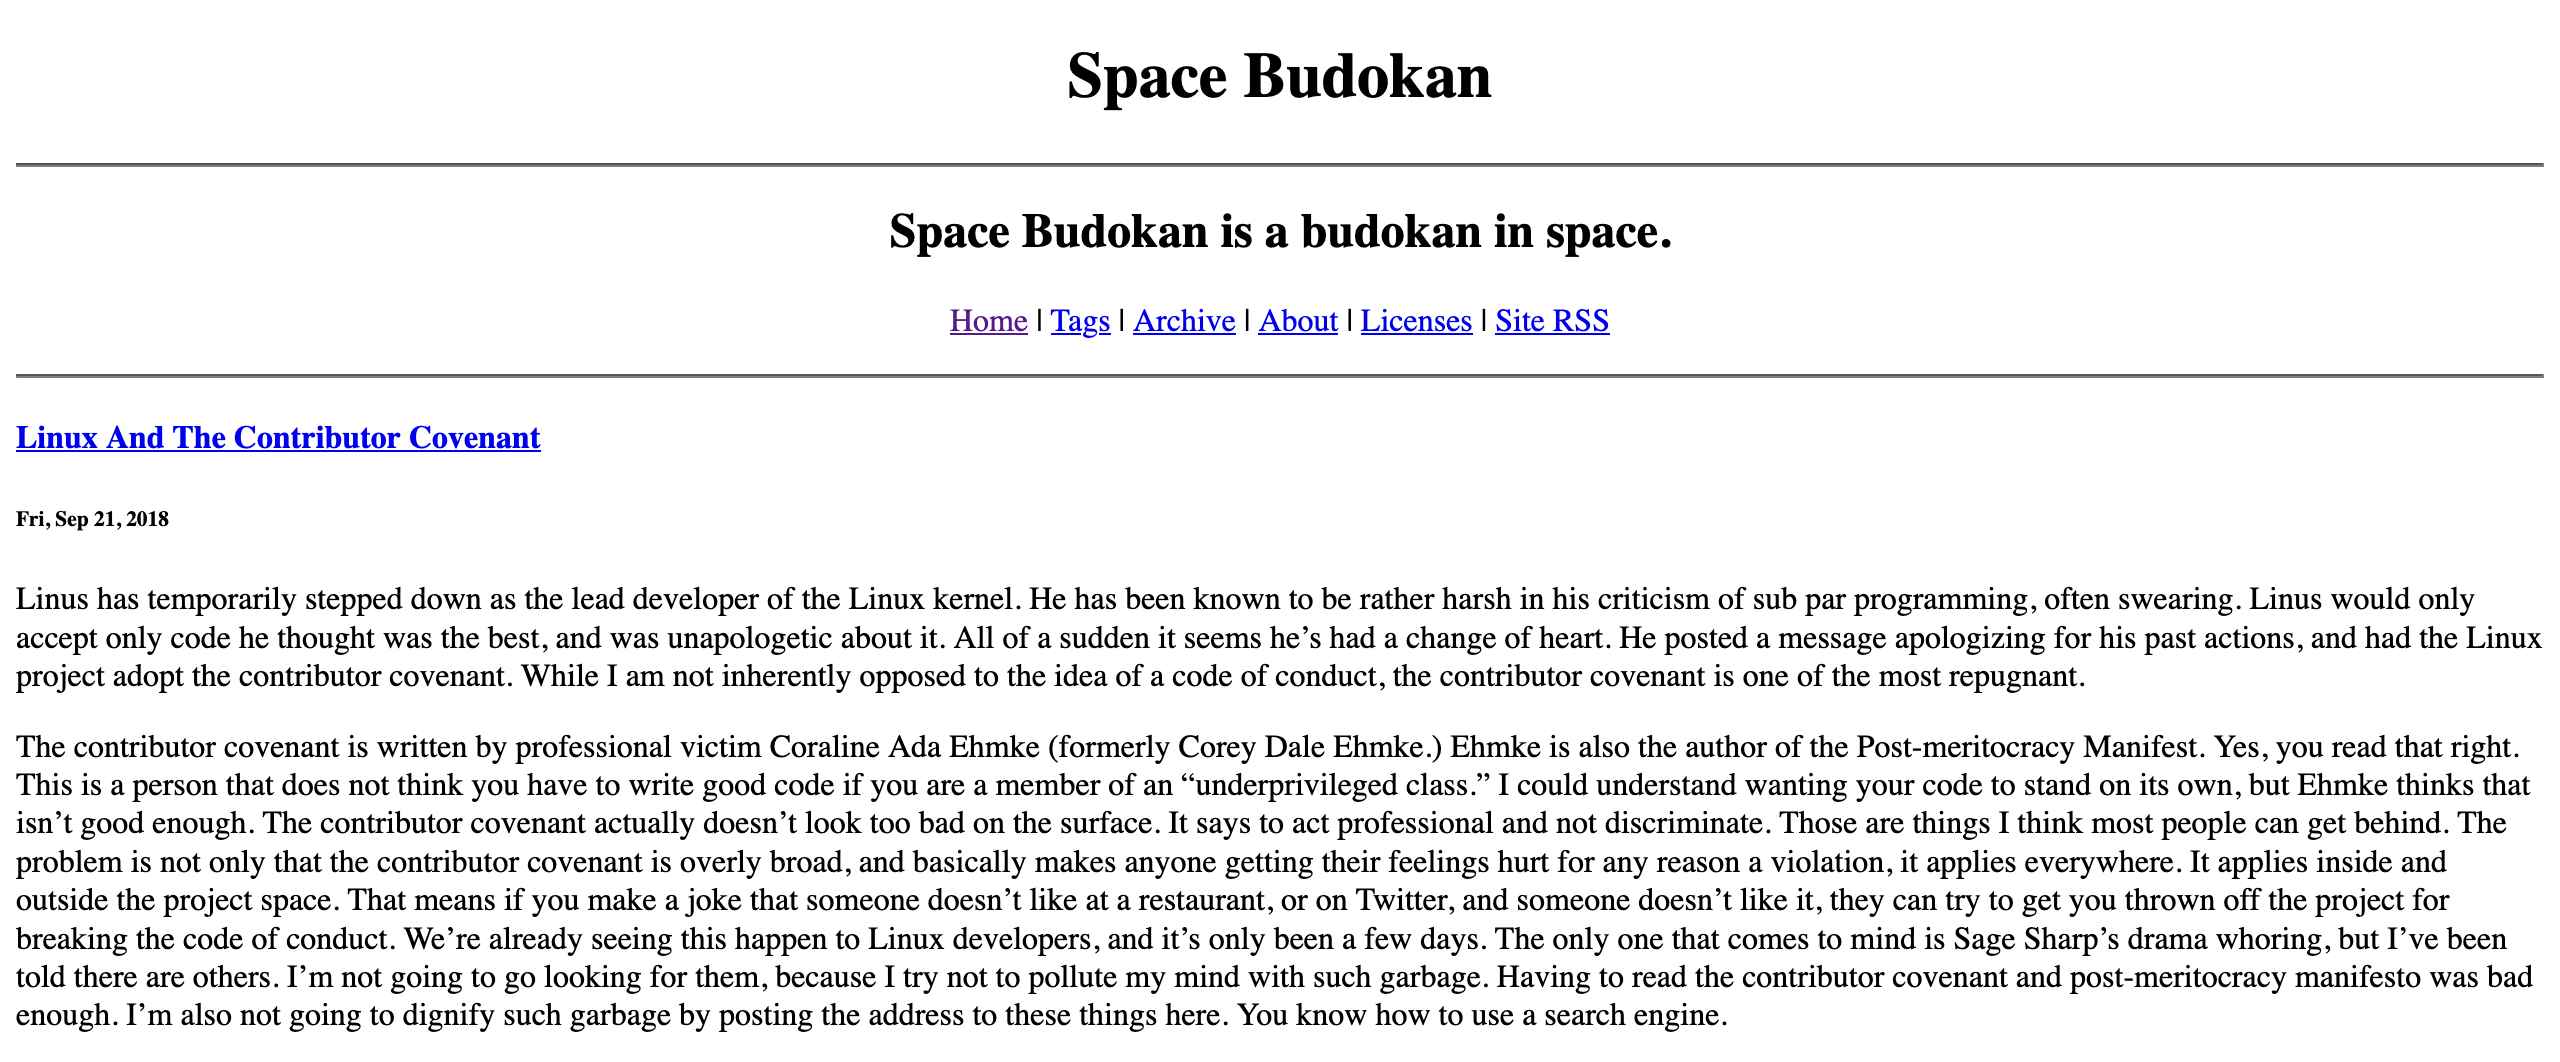 Space Budokan
Space Budokan is a budokan in space.
Home | Tags | Archive | About | Licenses | Site RSS
Linux And The Contributor Covenant
Fri, Sep 21, 2018
Linus has temporarily stepped down as the lead developer of the Linux kernel. He has been known to be rather harsh in his criticism of sub par programming, often swearing. Linus would only
accept only code he thought was the best, and was unapologetic about it. All of a sudden it seems he’s had a change of heart. He posted a message apologizing for his past actions, and had the Linux
project adopt the contributor covenant. While I am not inherently opposed to the idea of a code of conduct, the contributor covenant is one of the most repugnant.
The contributor covenant is written by professional victim Coraline Ada Ehmke (formerly Corey Dale Ehmke.) Ehmke is also the author of the Post-meritocracy Manifest. Yes, you read that right.
This is a person that does not think you have to write good code if you are a member of an “underprivileged class.” I could understand wanting your code to stand on its own, but Ehmke thinks that
isn’t good enough. The contributor covenant actually doesn’t look too bad on the surface. It says to act professional and not discriminate. Those are things I think most people can get behind. The
problem is not only that the contributor covenant is overly broad, and basically makes anyone getting their feelings hurt for any reason a violation, it applies everywhere. It applies inside and
outside the project space. That means if you make a joke that someone doesn’t like at a restaurant, or on Twitter, and someone doesn’t like it, they can try to get you thrown off the project for
breaking the code of conduct. We’re already seeing this happen to Linux developers, and it’s only been a few days. The only one that comes to mind is Sage Sharp’s drama whoring, but I’ve been
told there are others. I’m not going to go looking for them, because I try not to pollute my mind with such garbage. Having to read the contributor covenant and post-meritocracy manifesto was bad
enough. I’m also not going to dignify such garbage by posting the address to these things here. You know how to use a search engine.